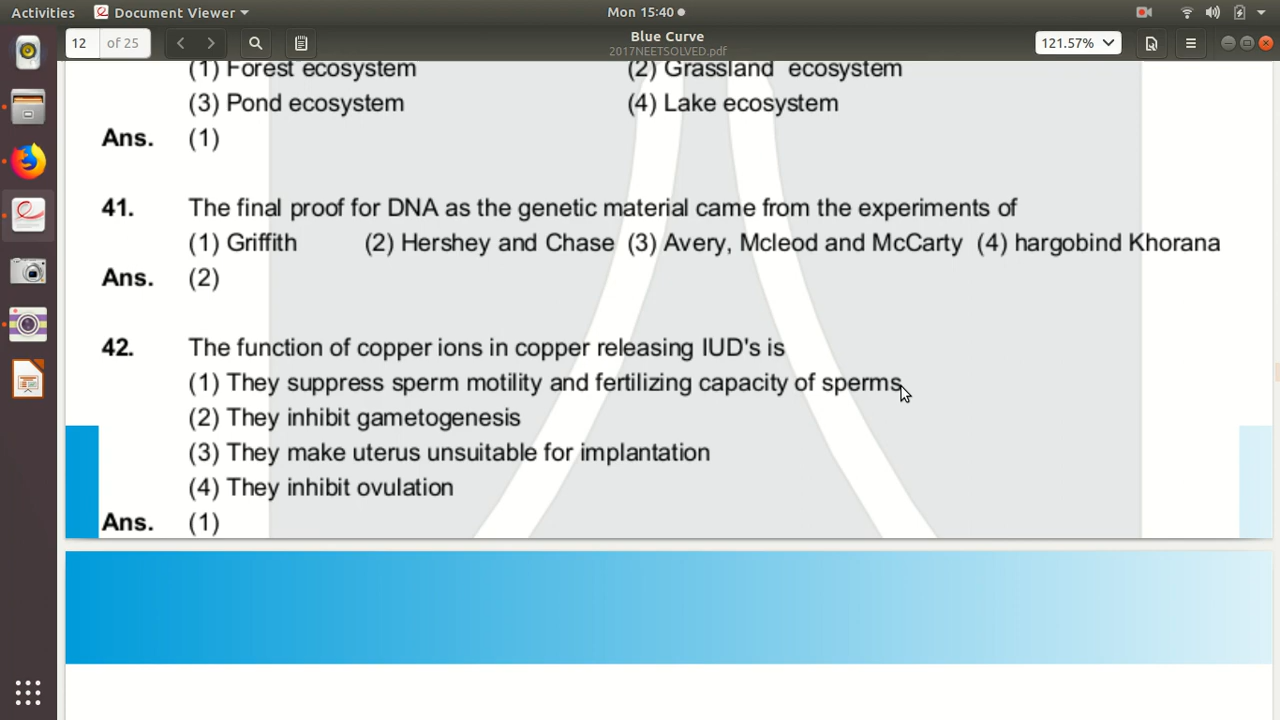 Activities Document Viewer Mon 15:40
12 of 25 Blue Curve 121.57%
2017NEETSOLVED.pdf
(1) Forest ecosystem (2) Grassland ecosystem
(3) Pond ecosystem (4) Lake ecosystem
Ans. (1)
41. The final proof for DNA as the genetic material came from the experiments of
(1) Griffith (2) Hershey and Chase (3) Avery, Mcleod and McCarty (4) hargobind Khorana
Ans. (2)
42. The function of copper ions in copper releasing IUD's is
(1) They suppress sperm motility and fertilizing capacity of sperms
(2) They inhibit gametogenesis
(3) They make uterus unsuitable for implantation
(4) They inhibit ovulation
Ans. (1)